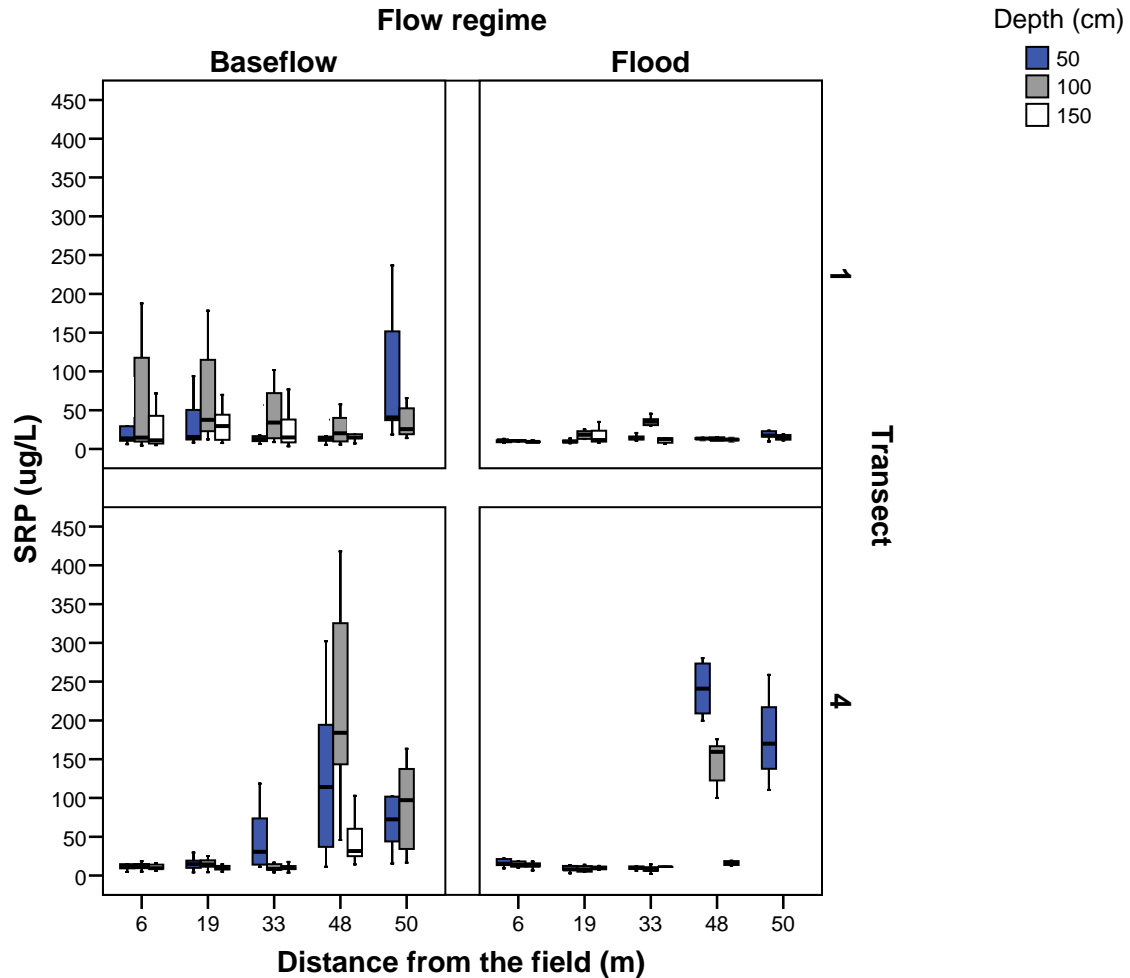 Flow regime
Depth (cm)
Baseflow
Flood
50
100
150
450
400
350
300
250
200
150
100
50
0
1
SRP (ug/L)
Transect
450
400
350
300
250
200
150
100
50
0
4
6 19 33 48 50
6 19 33 48 50
Distance from the field (m)